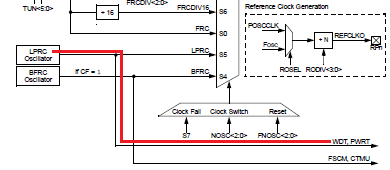 FRCDIV<2:0>
Reference Clock Generation
TUN<5:0>
÷ 16
FRCDIV16
S6
POSCCLK
FRC
S0
REFCLKO
Fosc
÷ N
RPn
LPRC
Oscillator
LPRC
S5
ROSEL
RODIV<3:0>
BFRC
Oscillator
If CF = 1
BFRC
S4
Clock Fail
Clock Switch
Reset
S7
NOSC<2:0>
FNOSC<2:0>
WDT, PWRT
FSCM, CTMU